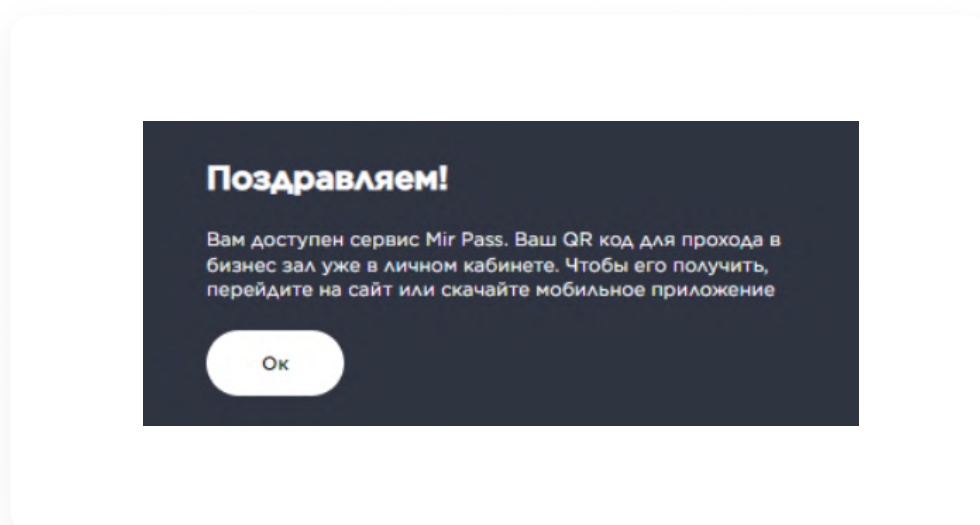 Поздравляем!
Вам доступен сервис Mir Pass. Ваш QR код для прохода в
бизнес зал уже в личном кабинете. Чтобы его получить,
перейдите на сайт или скачайте мобильное приложение
Ок